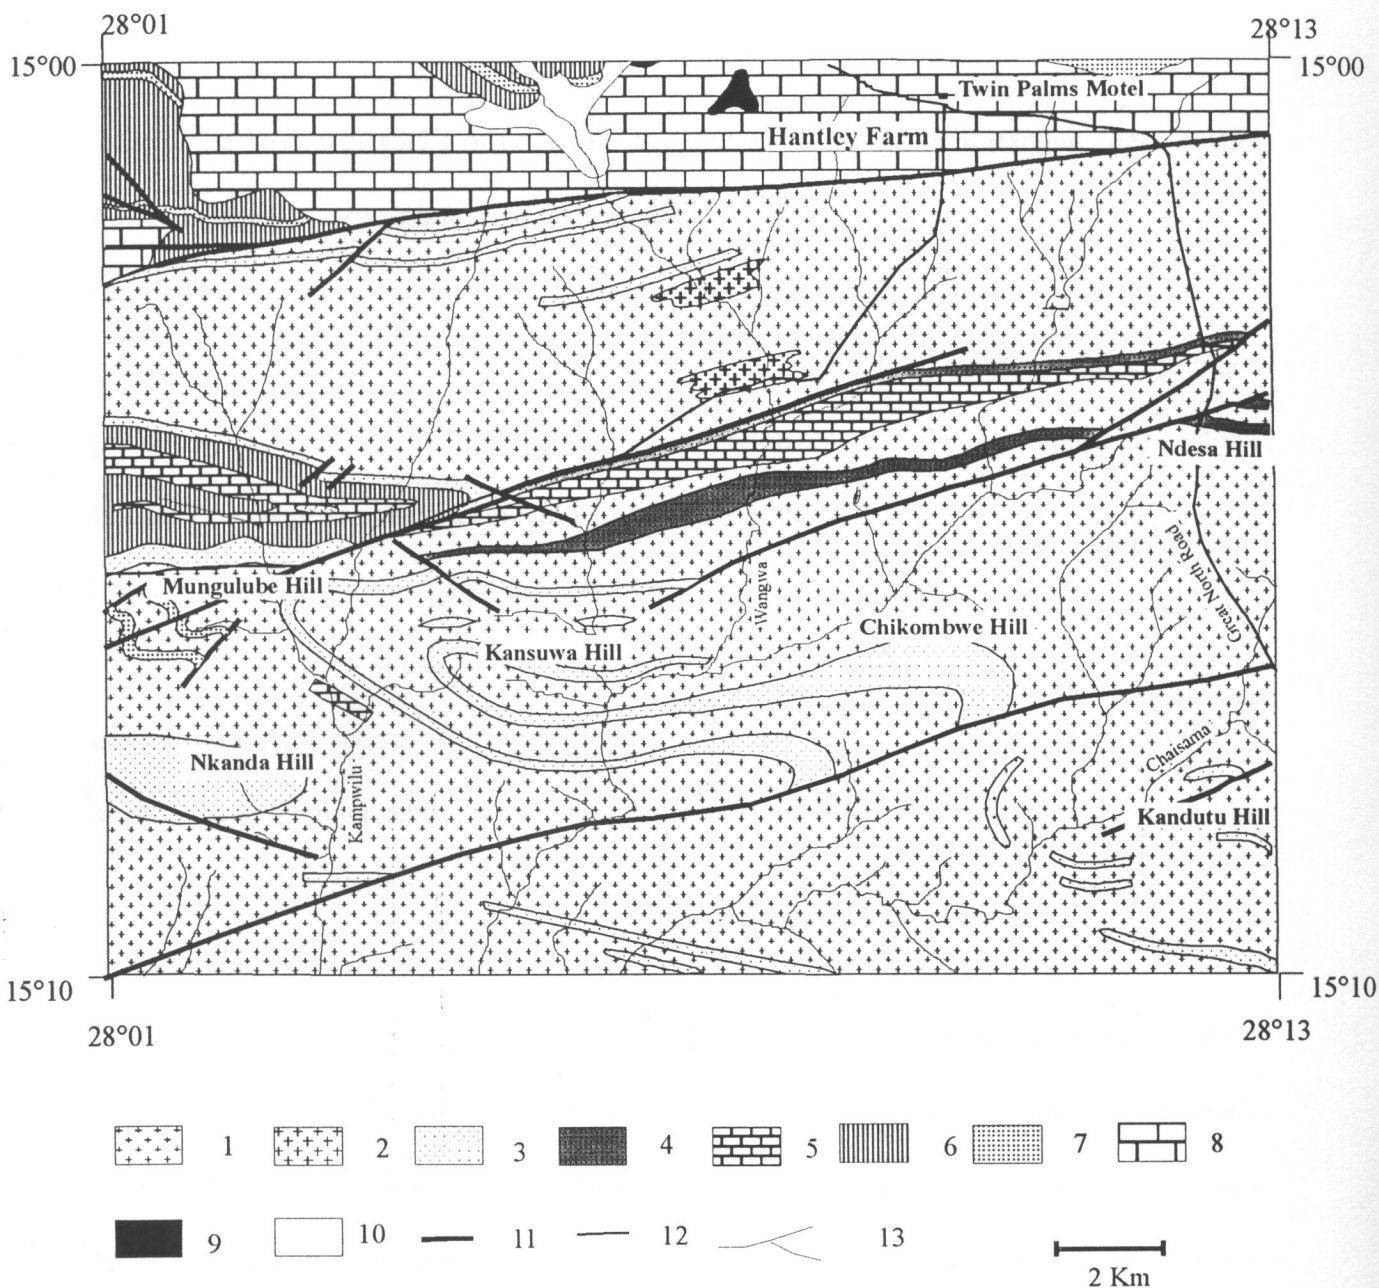 28°01
28°13
15°00
15°00
Twin Palms Motel
Hantley Farm
Ndesa Hill
Great North Road
Mungulube Hill
Wangwa
Chikombwe Hill
Kansuwa Hill
Nkanda Hill
Kampwilu
Chaisama
Kandutu Hill
15°10
15°10
28°01
28°13
1 2 3 4 5 6 7 8
9 10 11 12 13
2 Km